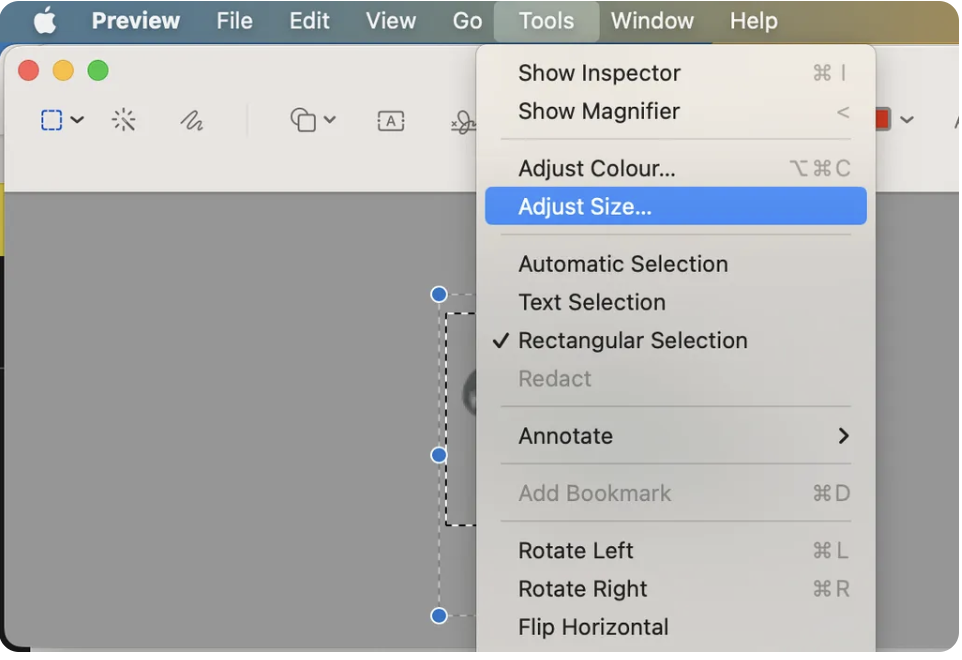 Preview File Edit View Go Tools Window Help
Show Inspector ⌘ I
Show Magnifier <
A
Adjust Colour... ⌥⌘C
Adjust Size...
Automatic Selection
Text Selection
✓ Rectangular Selection
Redact
Annotate >
Add Bookmark ⌘D
Rotate Left ⌘L
Rotate Right ⌘R
Flip Horizontal